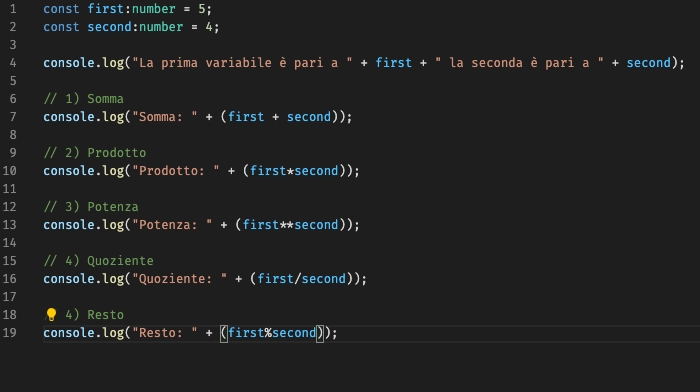 1 const first:number = 5;
2 const second:number = 4;
3
4 console.log("La prima variabile è pari a " + first + " la seconda è pari a " + second);
5
6 // 1) Somma
7 console.log("Somma: " + (first + second));
8
9 // 2) Prodotto
10 console.log("Prodotto: " + (first*second));
11
12 // 3) Potenza
13 console.log("Potenza: " + (first**second));
14
15 // 4) Quoziente
16 console.log("Quoziente: " + (first/second));
17
18 4) Resto
19 console.log("Resto: " + (first%second));